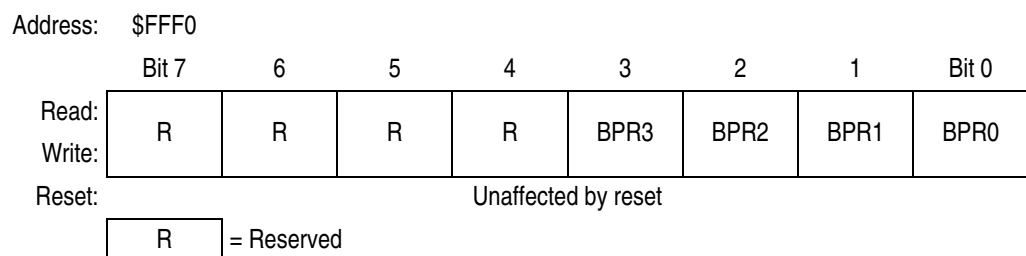 Address: $FFF0
Bit 7 6 5 4 3 2 1 Bit 0
Read:
R R R R BPR3 BPR2 BPR1 BPR0
Write:
Reset: Unaffected by reset
R = Reserved